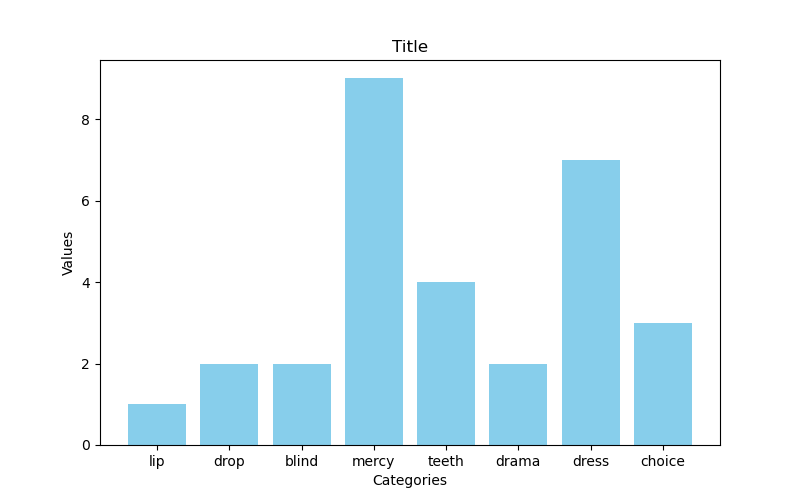 Title
Values
8
6
4
2
0
lip drop blind mercy teeth drama dress choice
Categories